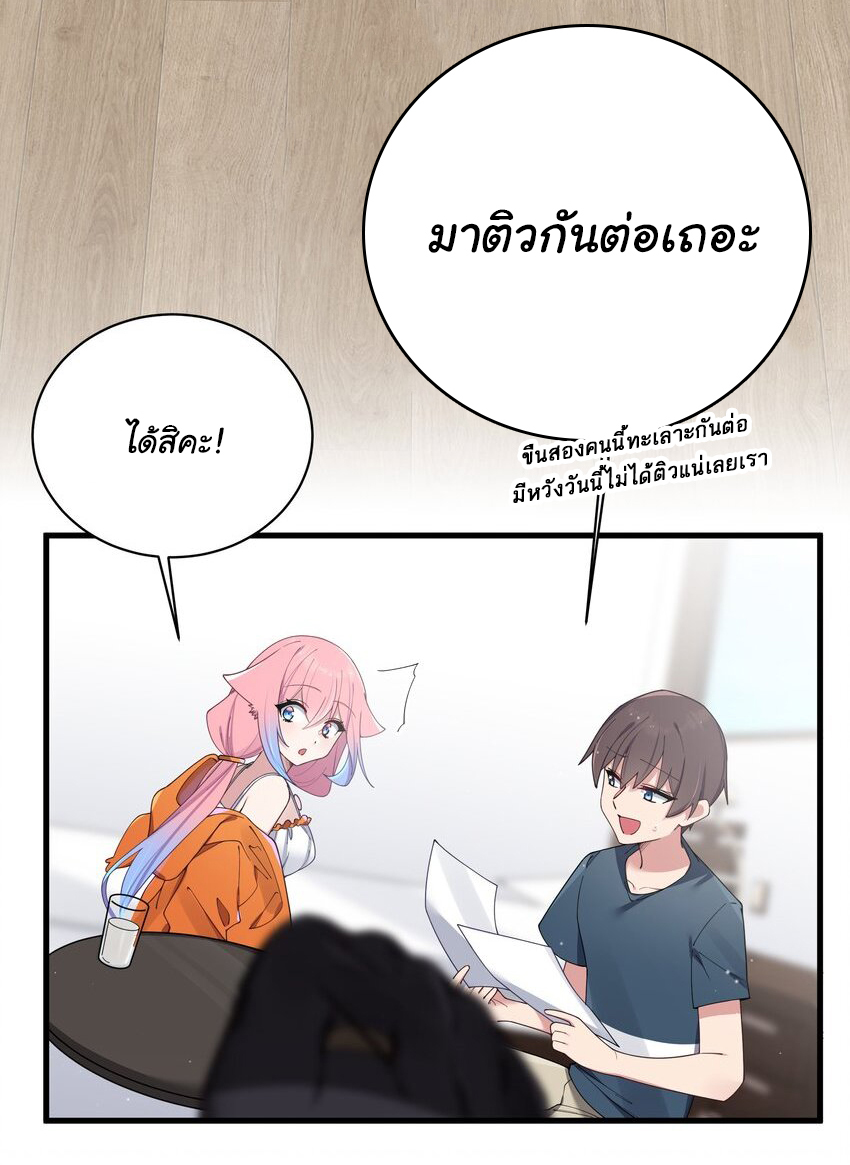 มาติวกันต่อเถอะ
ได้สิคะ!
ขืนสองคนนี้ทะเลาะกันต่อ
มีหวังวันนี้ไม่ได้ติวแน่เลยเรา